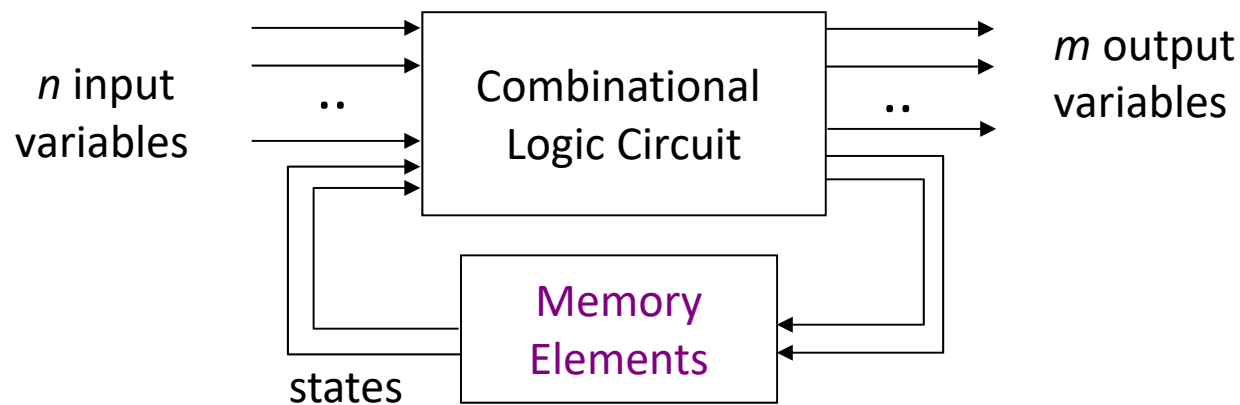 n input
variables
..
Combinational
Logic Circuit
..
m output
variables
Memory
Elements
states